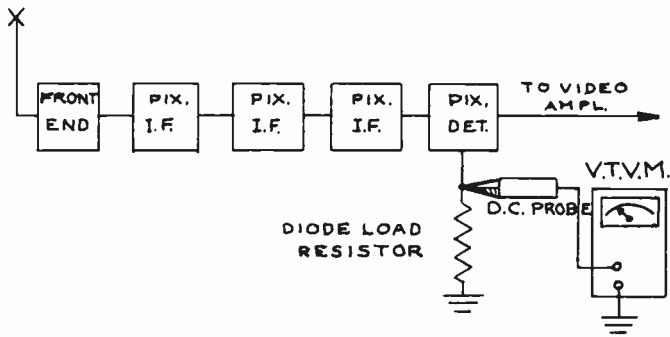 FRONT
END
PIX.
I.F.
PIX.
I.F.
PIX.
I.F.
PIX.
DET.
TO VIDEO
AMPL.
V.T.V.M.
D.C. PROBE
DIODE LOAD
RESISTOR